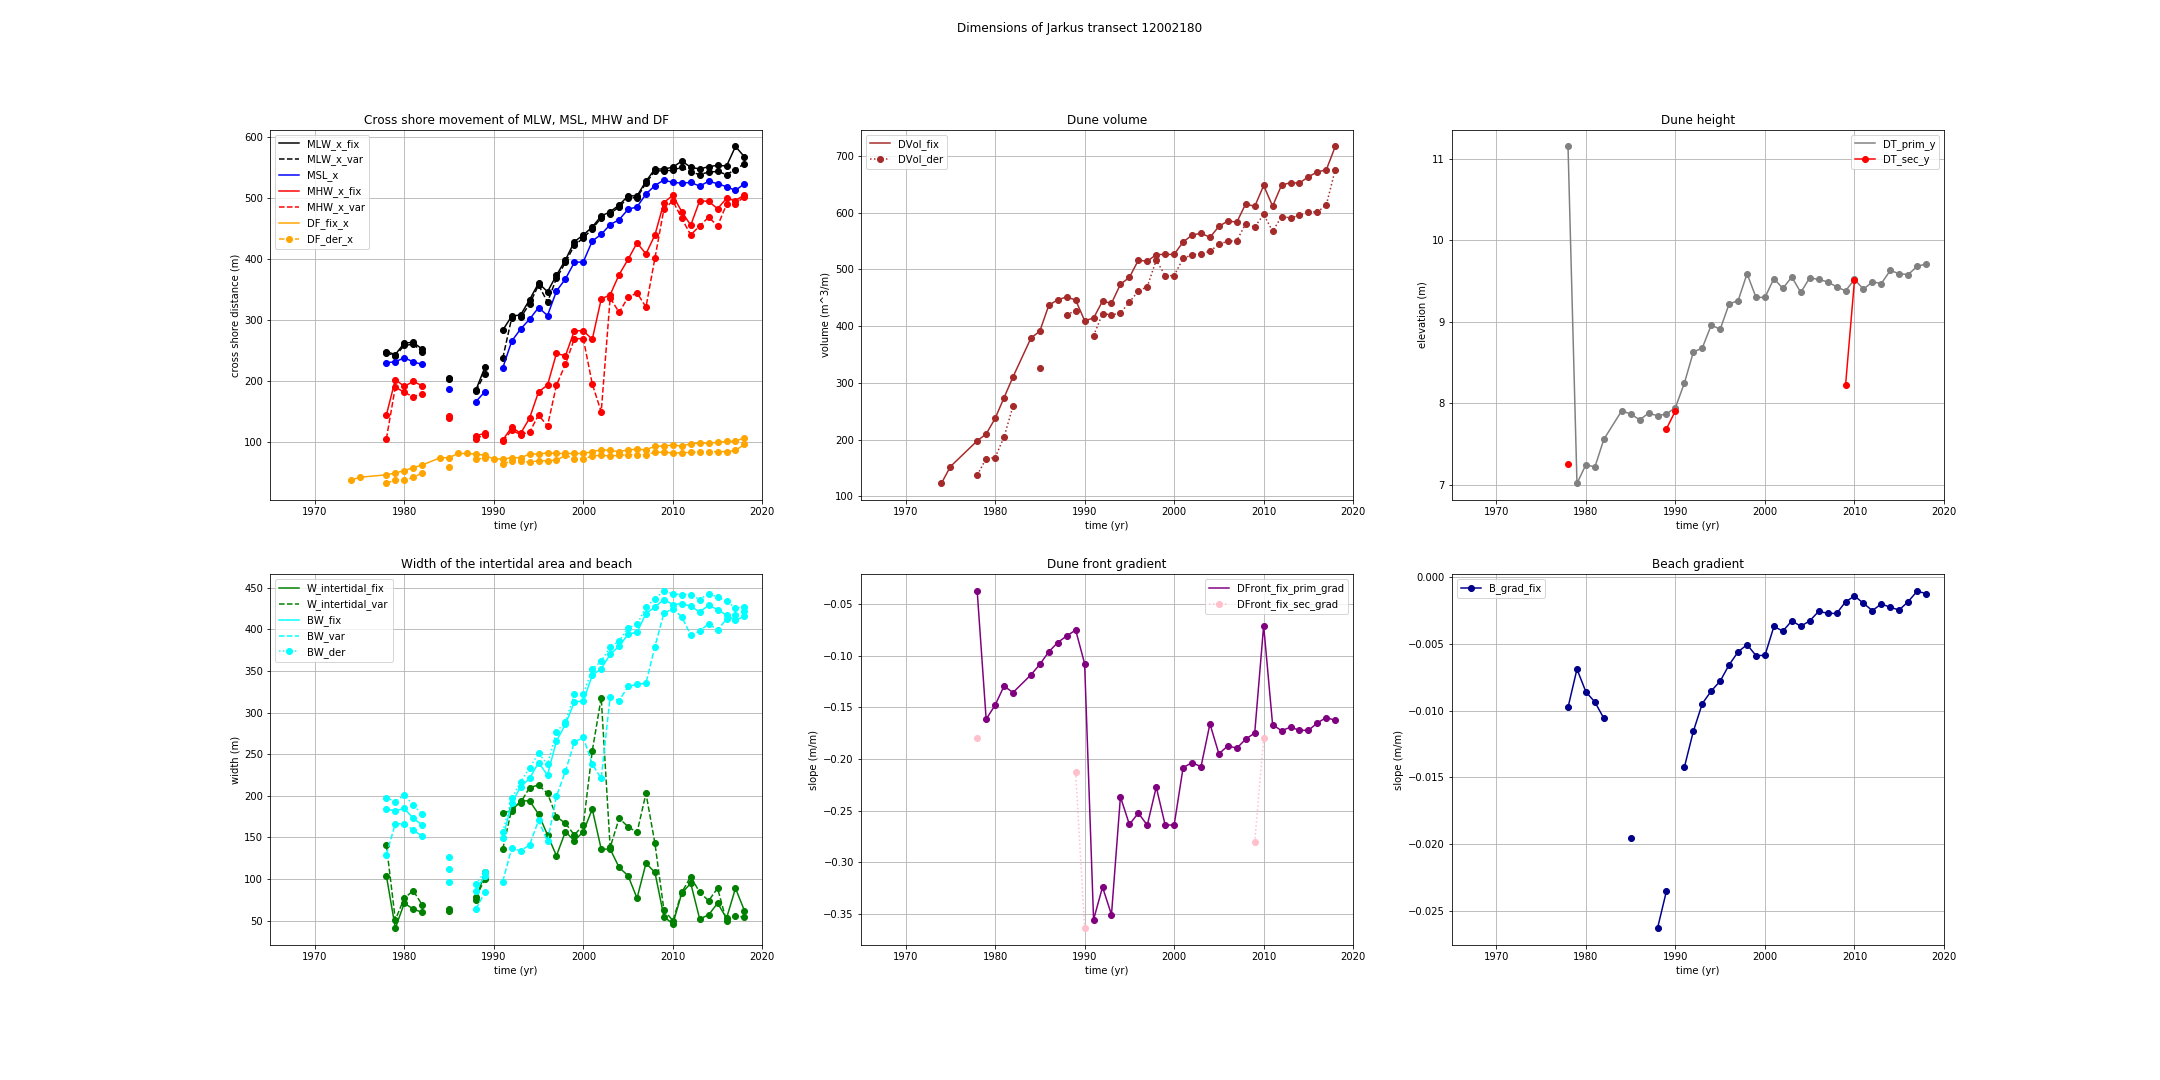 Dimensions of Jarkus transect 12002180
Cross shore movement of MLW, MSL, MHW and DF
600
500
400
300
200
100
cross shore distance (m)
MLW_x_fix
MLW_x_var
MSL_x
MHW_x_fix
MHW_x_var
DF_fix_x
DF_der_x
1970 1980 1990 2000 2010 2020
time (yr)
Dune volume
700
600
500
400
300
200
100
volume (m^3/m)
DVol_fix
DVol_der
1970 1980 1990 2000 2010 2020
time (yr)
Dune height
11
10
9
8
7
elevation (m)
DT_prim_y
DT_sec_y
1970 1980 1990 2000 2010 2020
time (yr)
Width of the intertidal area and beach
450
400
350
300
250
200
150
100
50
width (m)
W_intertidal_fix
W_intertidal_var
BW_fix
BW_var
BW_der
1970 1980 1990 2000 2010 2020
time (yr)
Dune front gradient
−0.05
−0.10
−0.15
−0.20
−0.25
−0.30
−0.35
slope (m/m)
DFront_fix_prim_grad
DFront_fix_sec_grad
1970 1980 1990 2000 2010 2020
time (yr)
Beach gradient
0.000
−0.005
−0.010
−0.015
−0.020
−0.025
slope (m/m)
B_grad_fix
1970 1980 1990 2000 2010 2020
time (yr)